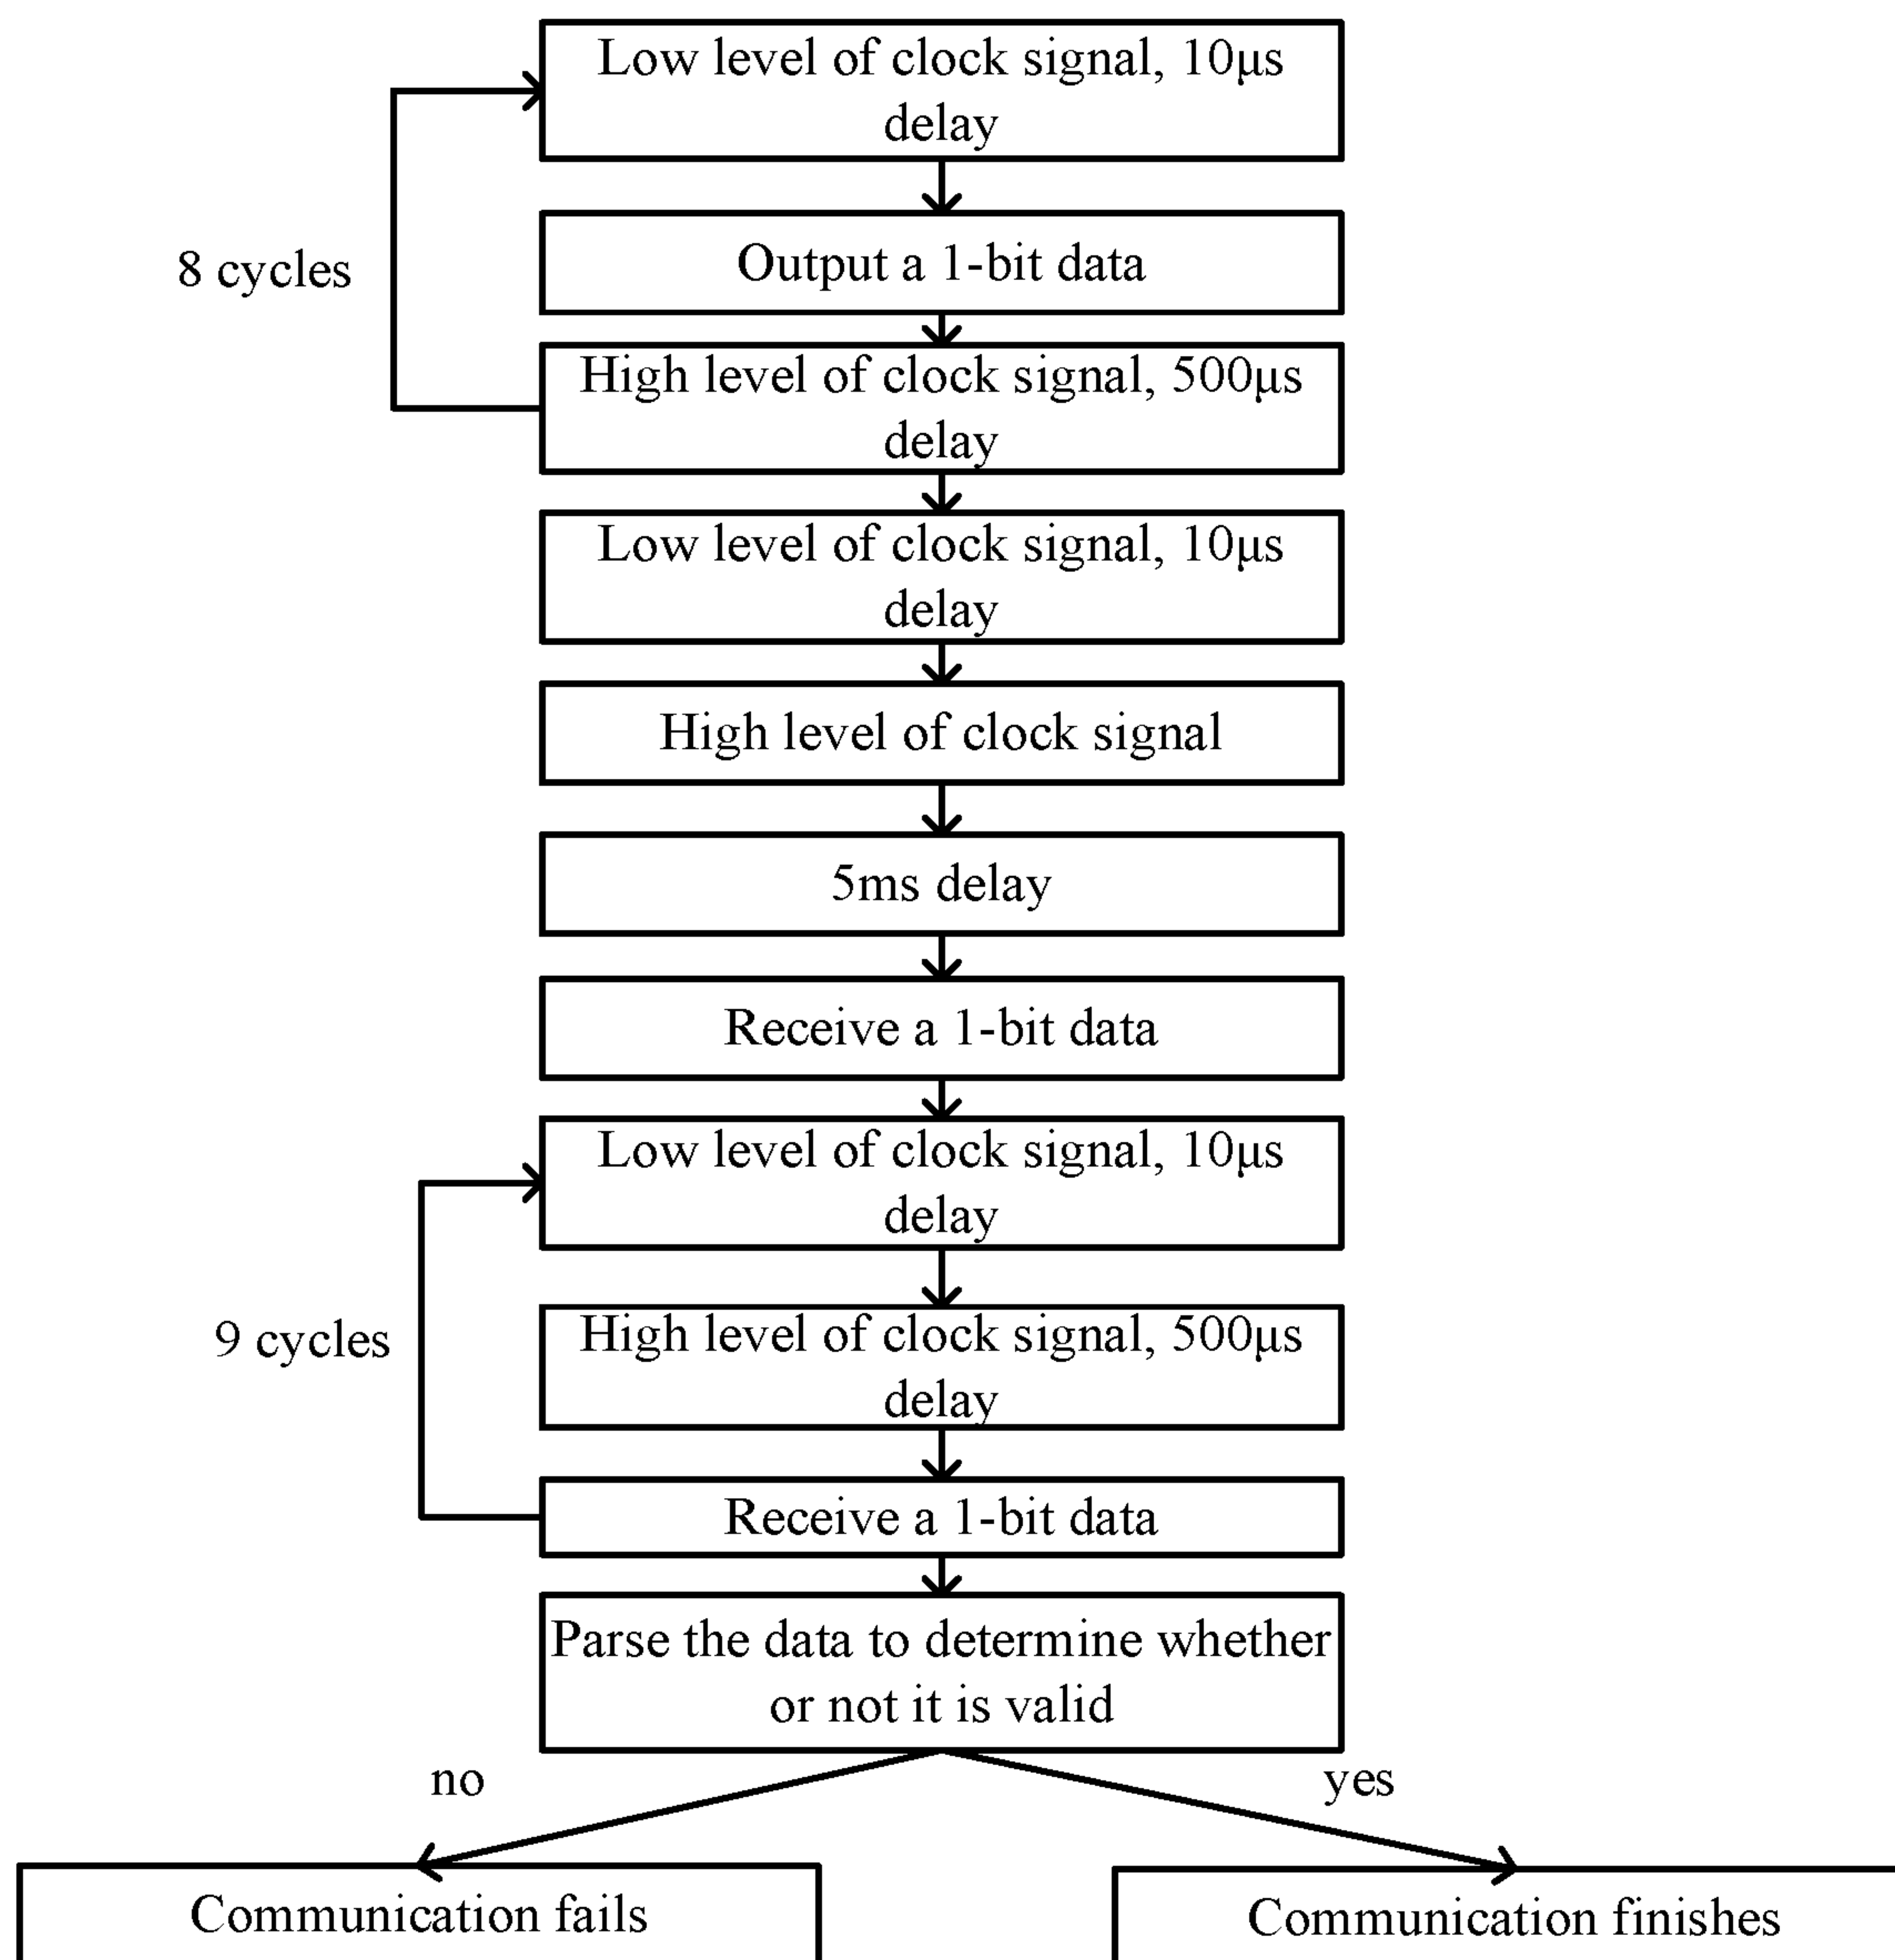 Low level of clock signal, 10μs
delay
Output a 1-bit data
8 cycles
High level of clock signal, 500μs
delay
Low level of clock signal, 10μs
delay
High level of clock signal
5ms delay
Receive a 1-bit data
Low level of clock signal, 10μs
delay
9 cycles
High level of clock signal, 500μs
delay
Receive a 1-bit data
Parse the data to determine whether
or not it is valid
no
yes
Communication fails
Communication finishes